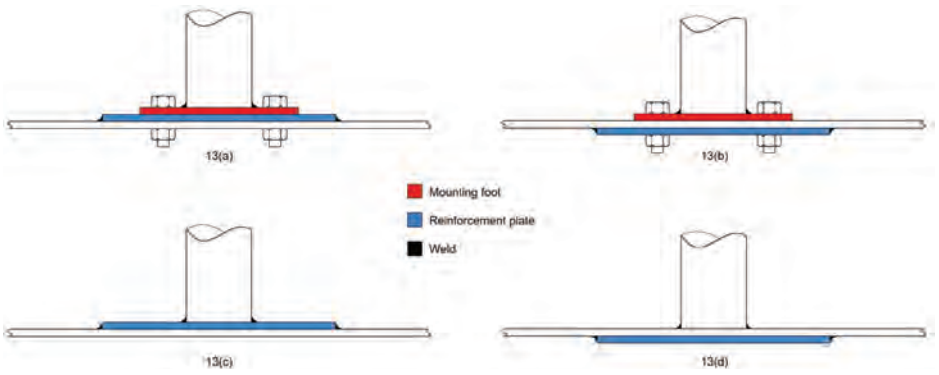 13(a)
13(b)
Mounting foot
Reinforcement plate
Weld
13(c)
13(d)